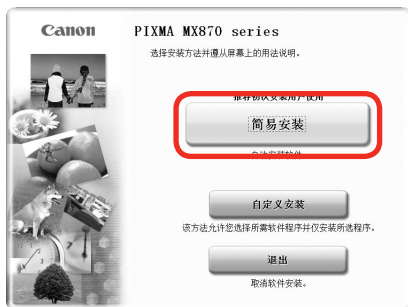 Canon
PIXMA MX870 series
选择安装方法并遵从屏幕上的用法说明。
推荐初次安装用户使用
简易安装
自动安装软件
自定义安装
该方法允许您选择所需软件程序并仅安装所选程序。
退出
取消软件安装。